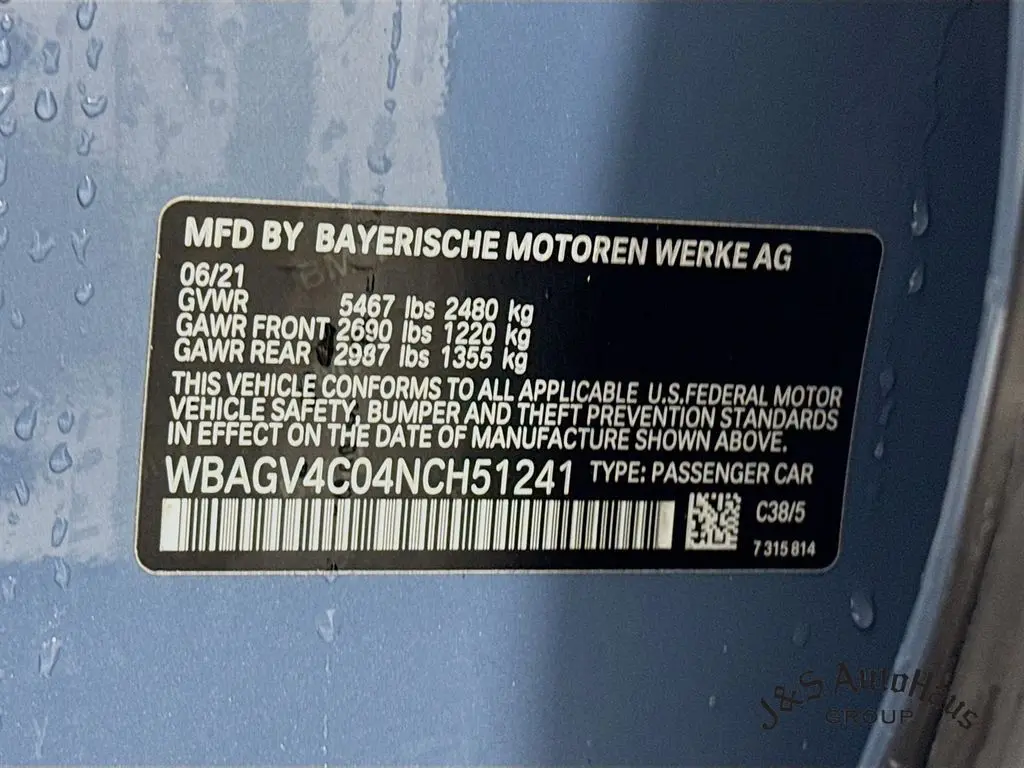 MFD BY BAYERISCHE MOTOREN WERKE AG
06/21
GVWR 5467 lbs 2480 kg
GAWR FRONT 2690 lbs 1220 kg
GAWR REAR 2987 lbs 1355 kg
THIS VEHICLE CONFORMS TO ALL APPLICABLE U.S.FEDERAL MOTOR
VEHICLE SAFETY, BUMPER AND THEFT PREVENTION STANDARDS
IN EFFECT ON THE DATE OF MANUFACTURE SHOWN ABOVE.
WBAGV4C04NCH51241 TYPE: PASSENGER CAR
C38/5
7 315 814
J&S AutoHaus
GROUP